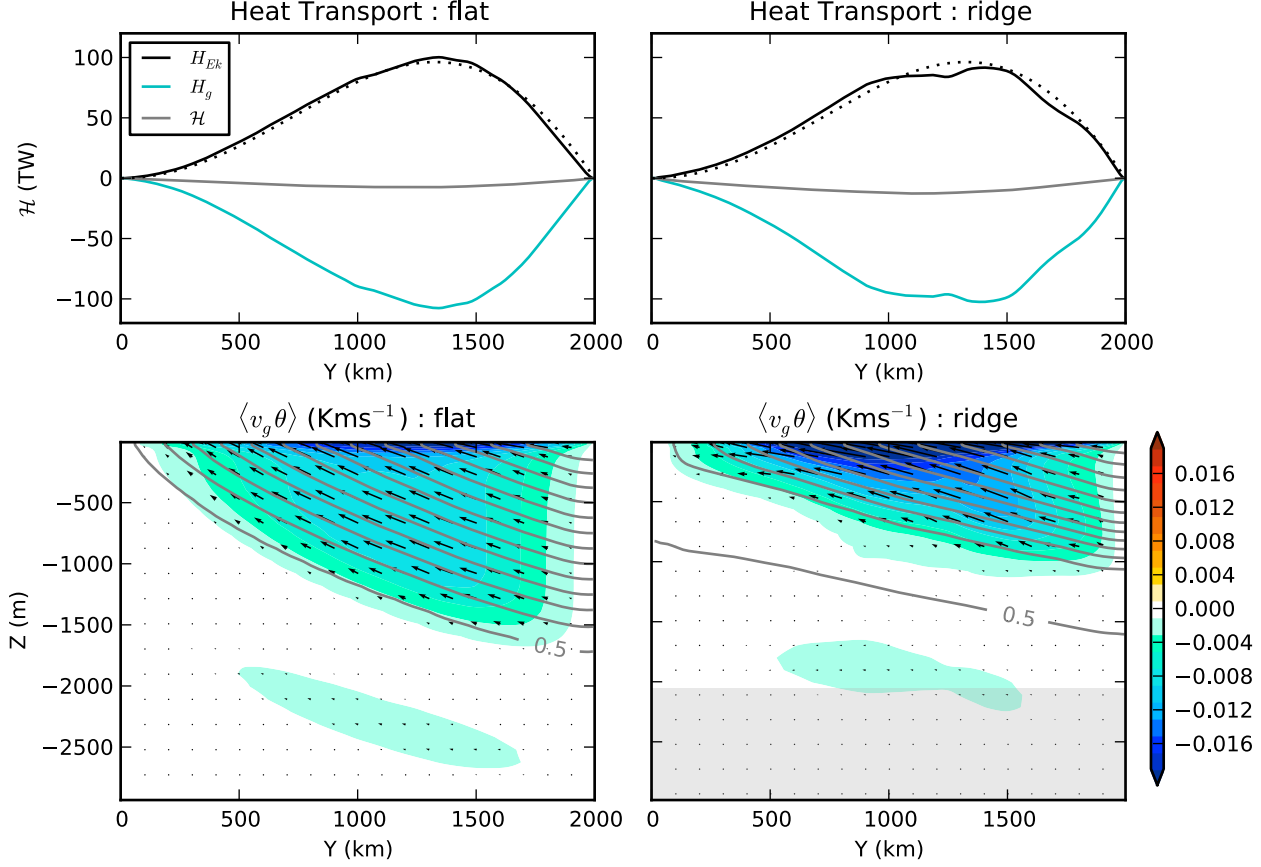 Heat Transport : flat
Heat Transport : ridge
H_Ek
H_g
ℋ
ℋ (TW)
100
50
0
−50
−100
0 500 1000 1500 2000
Y (km)
0 500 1000 1500 2000
Y (km)
⟨v_gθ⟩ (Kms⁻¹) : flat
⟨v_gθ⟩ (Kms⁻¹) : ridge
Z (m)
−500
−1000
−1500
−2000
−2500
0.5
0.5
0 500 1000 1500 2000
Y (km)
0 500 1000 1500 2000
Y (km)
0.016
0.012
0.008
0.004
0.000
−0.004
−0.008
−0.012
−0.016